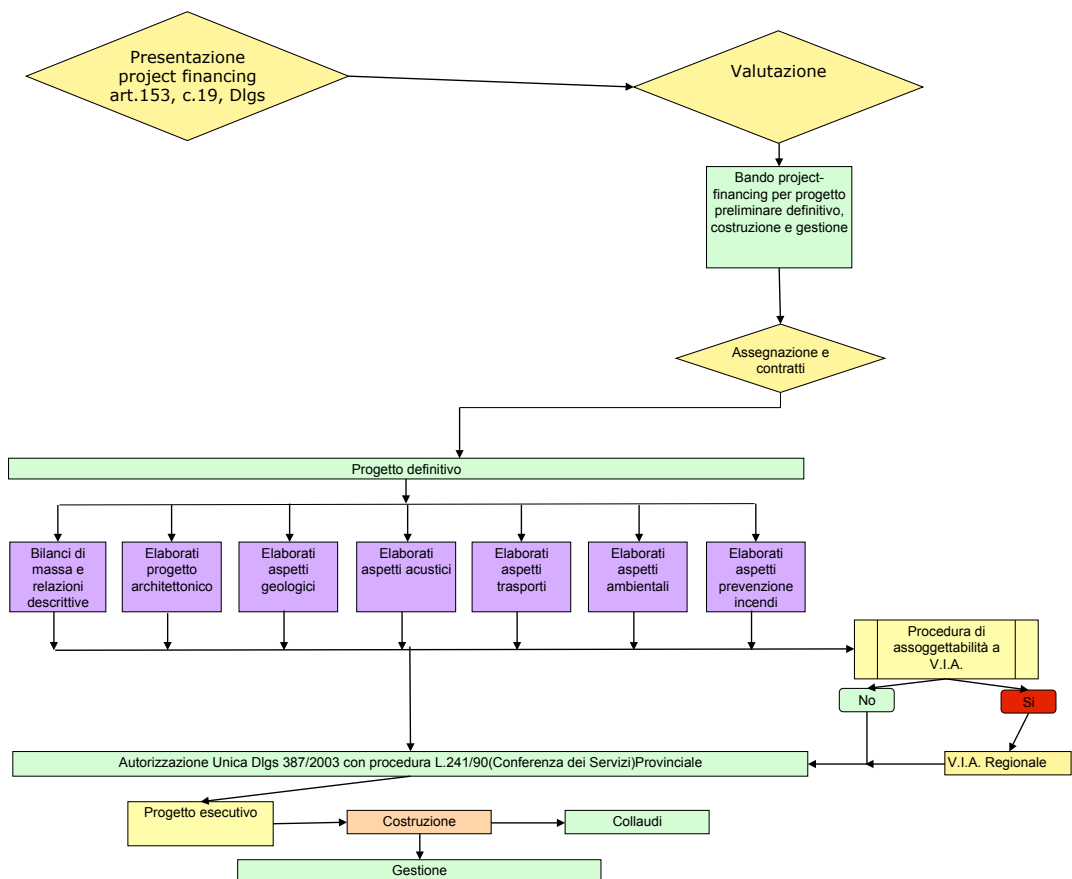 Presentazione
project financing
art.153, c.19, Dlgs
Valutazione
Bando project-
financing per progetto
preliminare definitivo,
costruzione e gestione
Assegnazione e
contratti
Progetto definitivo
Bilanci di
massa e
relazioni
descrittive
Elaborati
progetto
architettonico
Elaborati
aspetti
geologici
Elaborati
aspetti acustici
Elaborati
aspetti
trasporti
Elaborati
aspetti
ambientali
Elaborati
aspetti
prevenzione
incendi
Procedura di
assoggettabilità a
V.I.A.
No
Si
Autorizzazione Unica Dlgs 387/2003 con procedura L.241/90(Conferenza dei Servizi)Provinciale
V.I.A. Regionale
Progetto esecutivo
Costruzione
Collaudi
Gestione